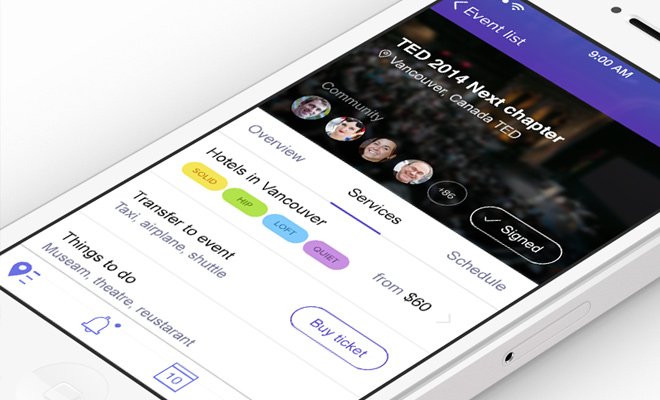 9:00 AM
Event list
TED 2014 Next chapter
Vancouver, Canada TED
Community
+86
Signed
Overview
Services
Schedule
Hotels in Vancouver
from $60
SOLID
HIP
LOFT
QUIET
Transfer to event
Taxi, airplane, shuttle
Buy ticket
Things to do
Museam, theatre, reustarant
10